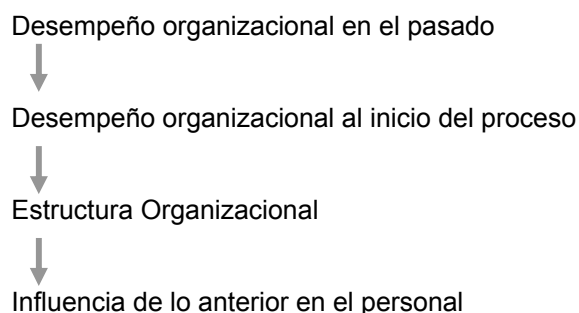 Desempeño organizacional en el pasado
Desempeño organizacional al inicio del proceso
Estructura Organizacional
Influencia de lo anterior en el personal